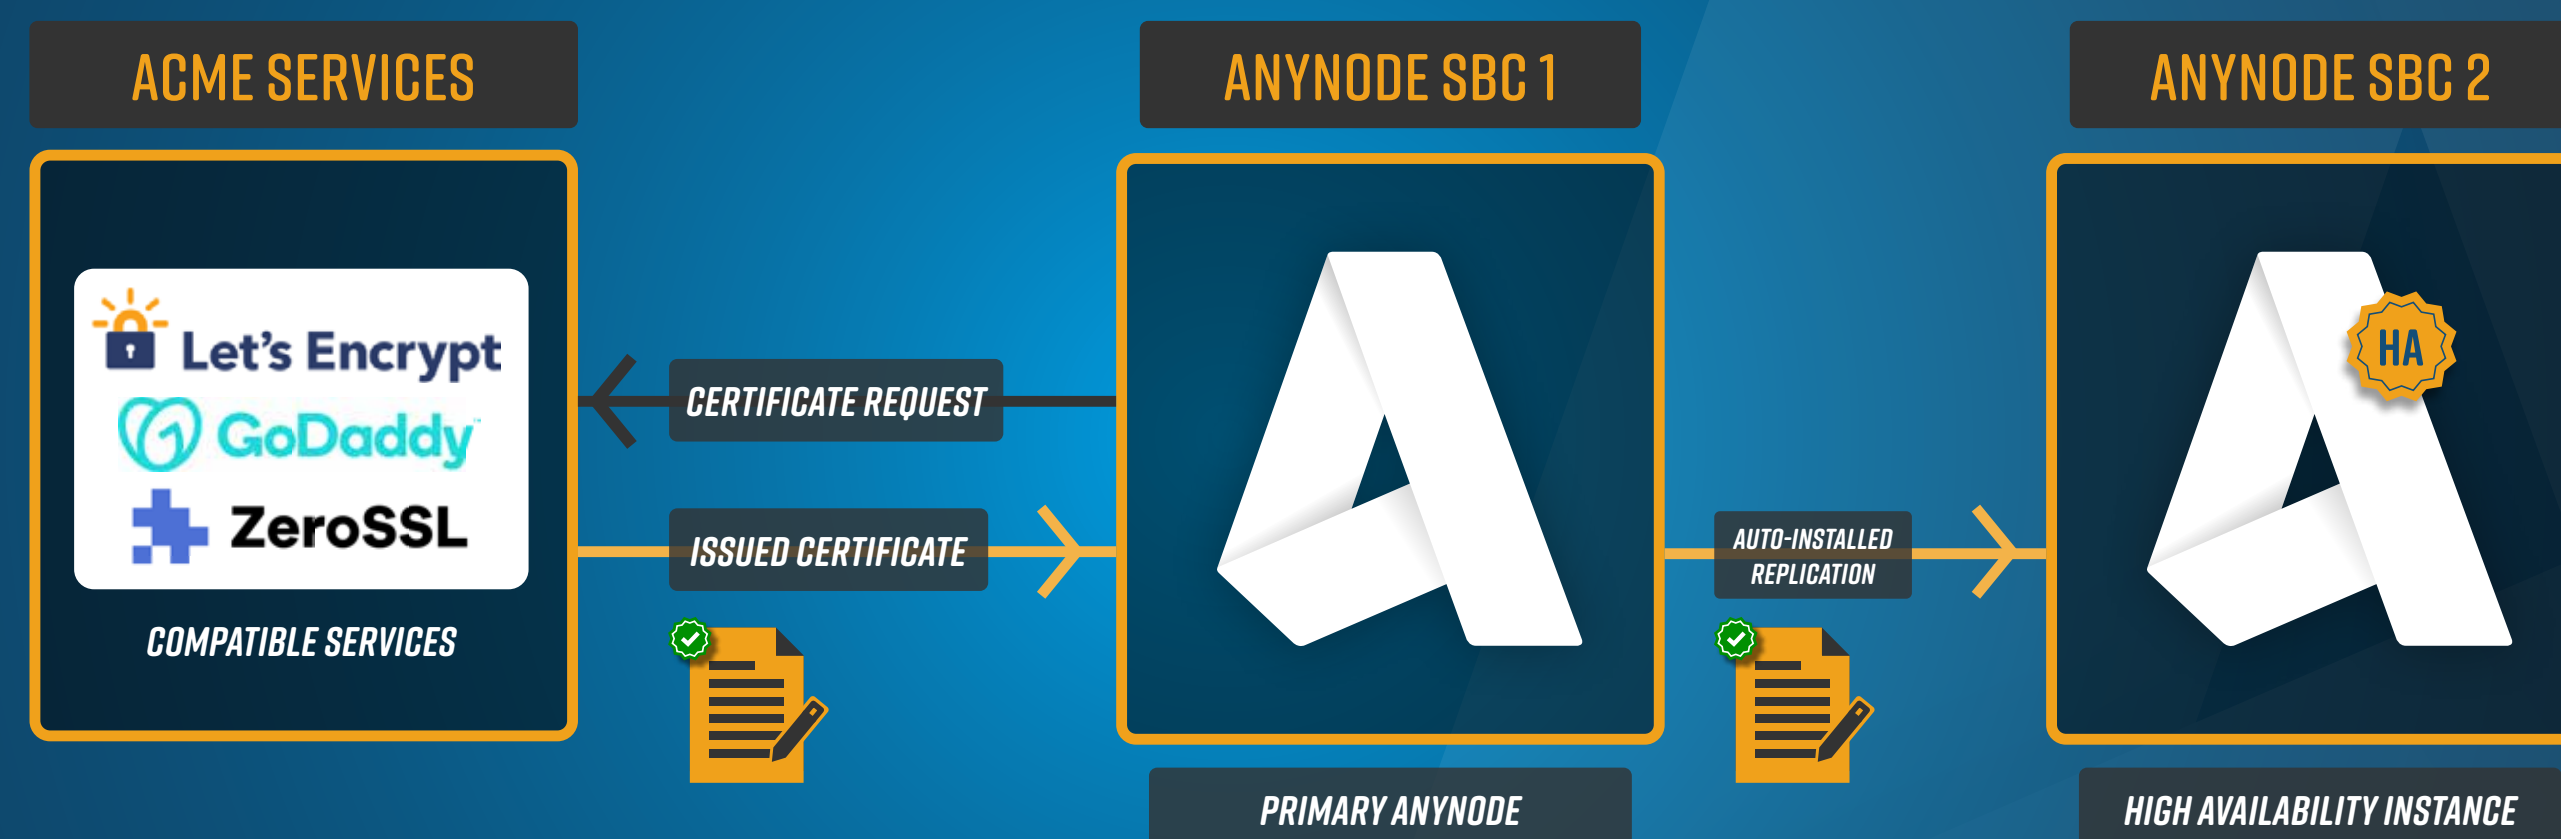 ACME SERVICES
ANYNODE SBC 1
ANYNODE SBC 2
Let's Encrypt
GoDaddy™
ZeroSSL
COMPATIBLE SERVICES
CERTIFICATE REQUEST
ISSUED CERTIFICATE
AUTO-INSTALLED
REPLICATION
HA
PRIMARY ANYNODE
HIGH AVAILABILITY INSTANCE